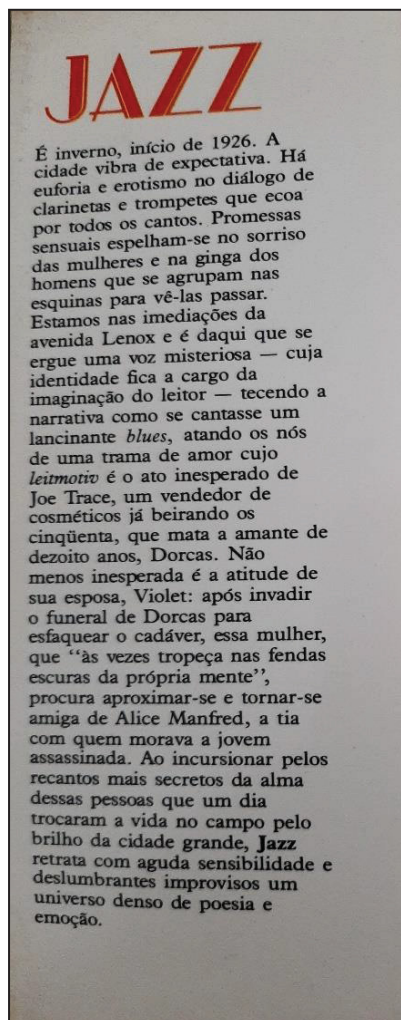 JAZZ
É inverno, início de 1926. A
cidade vibra de expectativa. Há
euforia e erotismo no diálogo de
clarinetas e trompetes que ecoa
por todos os cantos. Promessas
sensuais espelham-se no sorriso
das mulheres e na ginga dos
homens que se agrupam nas
esquinas para vê-las passar.
Estamos nas imediações da
avenida Lenox e é daqui que se
ergue uma voz misteriosa — cuja
identidade fica a cargo da
imaginação do leitor — tecendo a
narrativa como se cantasse um
lancinante blues, atando os nós
de uma trama de amor cujo
leitmotiv é o ato inesperado de
Joe Trace, um vendedor de
cosméticos já beirando os
cinqüenta, que mata a amante de
dezoito anos, Dorcas. Não
menos inesperada é a atitude de
sua esposa, Violet: após invadir
o funeral de Dorcas para
esfaquear o cadáver, essa mulher,
que “às vezes tropeça nas fendas
escuras da própria mente”,
procura aproximar-se e tornar-se
amiga de Alice Manfred, a tia
com quem morava a jovem
assassinada. Ao incursionar pelos
recantos mais secretos da alma
dessas pessoas que um dia
trocaram a vida no campo pelo
brilho da cidade grande, Jazz
retrata com aguda sensibilidade e
deslumbrantes improvisos um
universo denso de poesia e
emoção.